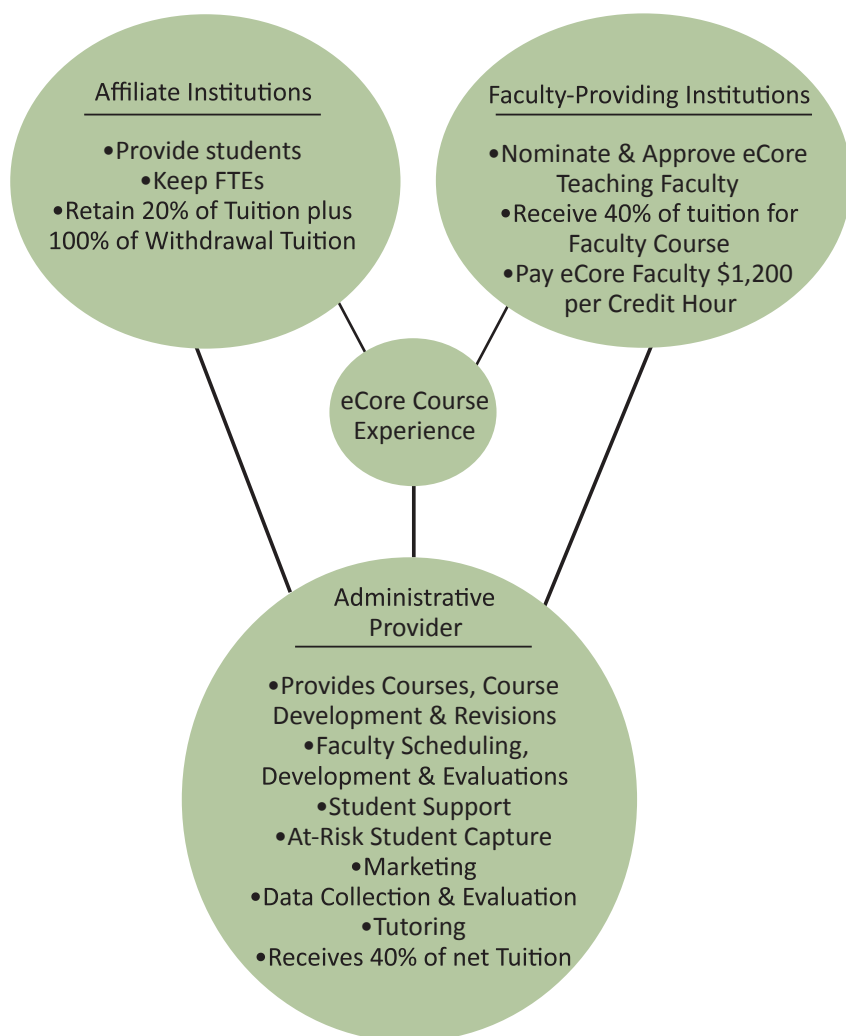 Affiliate Institutions
•Provide students
•Keep FTEs
•Retain 20% of Tuition plus
100% of Withdrawal Tuition
Faculty-Providing Institutions
•Nominate & Approve eCore
Teaching Faculty
•Receive 40% of tuition for
Faculty Course
•Pay eCore Faculty $1,200
per Credit Hour
eCore Course
Experience
Administrative
Provider
•Provides Courses, Course
Development & Revisions
•Faculty Scheduling,
Development & Evaluations
•Student Support
•At-Risk Student Capture
•Marketing
•Data Collection & Evaluation
•Tutoring
•Receives 40% of net Tuition